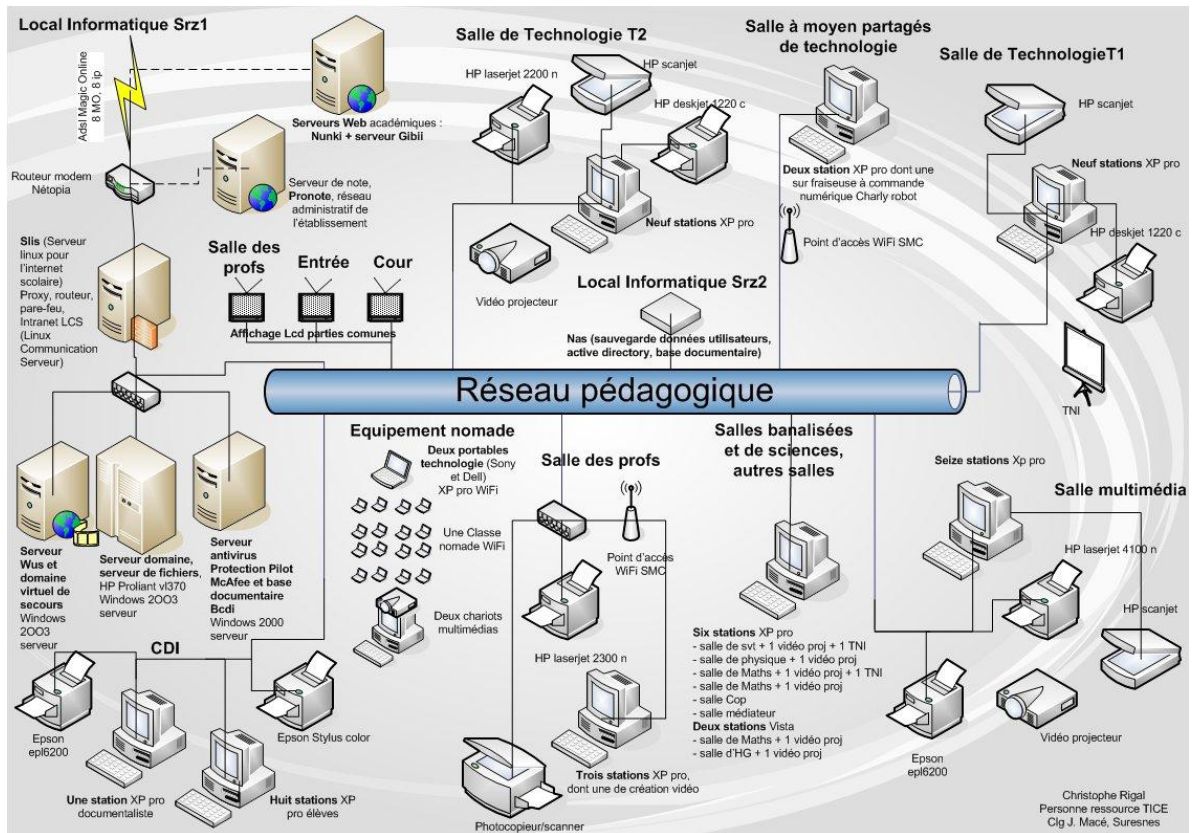 Local Informatique Srz1
Adsl Magic Online
8 MO, 8 ip
Serveurs Web académiques :
Nunki + serveur Gibii
Routeur modem
Nétopia
Serveur de note,
Pronote, réseau
administratif de
l'établissement
Slis (Serveur
linux pour
l'internet
scolaire)
Proxy, routeur,
pare-feu,
Intranet LCS
(Linux
Communication
Serveur)
Salle des
profs
Entrée
Cour
Affichage Lcd parties communes
Salle de Technologie T2
HP laserjet 2200 n
HP scanjet
HP deskjet 1220 c
Neuf stations XP pro
Vidéo projecteur
Salle à moyen partagés
de technologie
Deux station XP pro dont une
sur fraiseuse à commande
numérique Charly robot
Point d'accès WiFi SMC
Salle de TechnologieT1
HP scanjet
Neuf stations XP pro
HP deskjet 1220 c
TNI
Local Informatique Srz2
Nas (sauvegarde données utilisateurs,
active directory, base documentaire)
Réseau pédagogique
Serveur
Wus et domaine
virtuel de
secours
Windows
2OO3
serveur
Serveur domaine,
serveur de fichiers,
HP Proliant vl370
Windows 2OO3
serveur
Serveur
antivirus
Protection Pilot
McAfee et base
documentaire
Bcdi
Windows 2000
serveur
CDI
Epson
epl6200
Epson Stylus color
Une station XP pro
documentaliste
Huit stations XP
pro élèves
Equipement nomade
Deux portables
technologie (Sony
et Dell)
XP pro WiFi
Une Classe
nomade WiFi
Deux chariots
multimédias
Salle des profs
Point d'accès
WiFi SMC
HP laserjet 2300 n
Trois stations XP pro,
dont une de création vidéo
Photocopieur/scanner
Salles banalisées
et de sciences,
autres salles
Six stations XP pro
- salle de svt + 1 vidéo proj + 1 TNI
- salle de physique + 1 vidéo proj
- salle de Maths + 1 vidéo proj + 1 TNI
- salle de Maths + 1 vidéo proj
- salle Cop
- salle médiateur
Deux stations Vista
- salle de Maths + 1 vidéo proj
- salle d'HG + 1 vidéo proj
Seize stations Xp pro
Salle multimédia
HP laserjet 4100 n
HP scanjet
Epson
epl6200
Vidéo projecteur
Christophe Rigal
Personne ressource TICE
Clg J. Macé, Suresnes